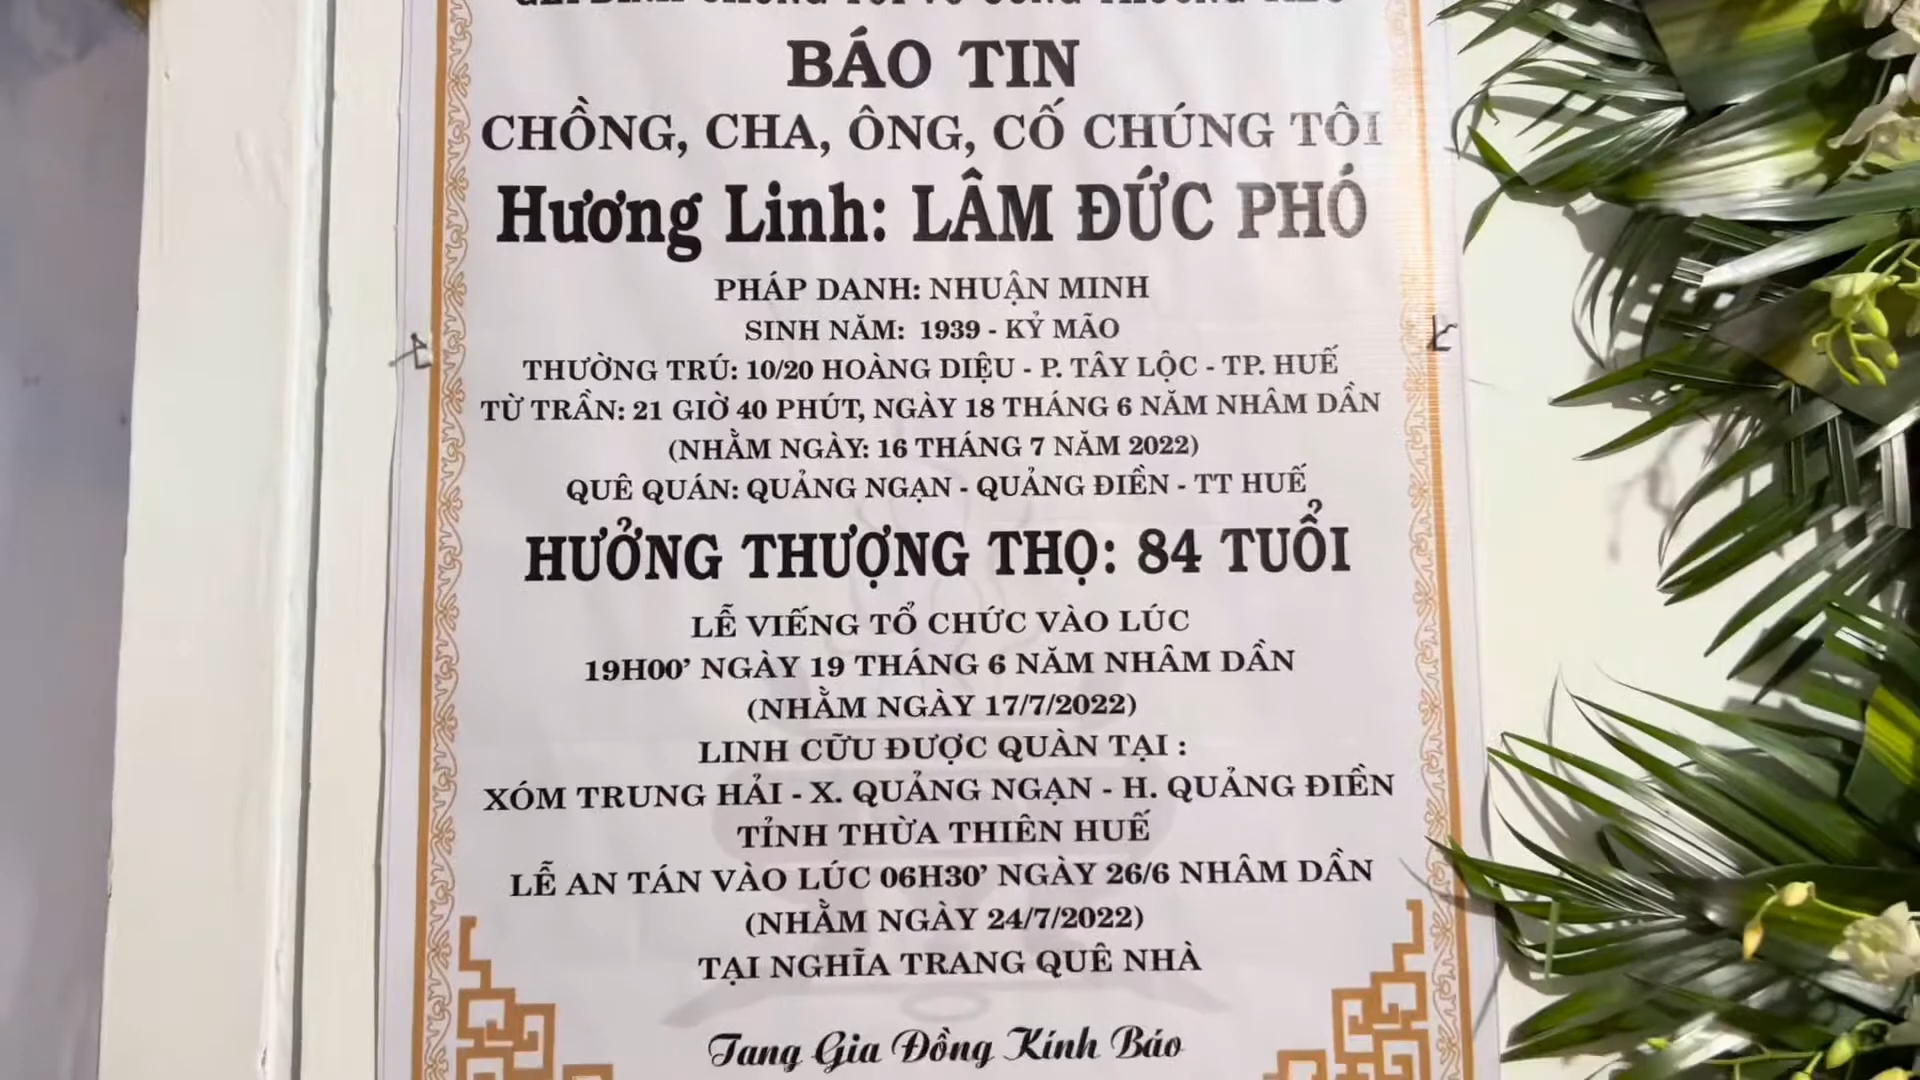 BÁO TIN
CHỒNG, CHA, ÔNG, CỐ CHÚNG TÔI
Hương Linh: LÂM ĐỨC PHÓ
PHÁP DANH: NHUẬN MINH
SINH NĂM: 1939 - KỶ MÃO
THƯỜNG TRÚ: 10/20 HOÀNG DIỆU - P. TÂY LỘC - TP. HUẾ
TỪ TRẦN: 21 GIỜ 40 PHÚT, NGÀY 18 THÁNG 6 NĂM NHÂM DẦN
(NHẰM NGÀY: 16 THÁNG 7 NĂM 2022)
QUÊ QUÁN: QUẢNG NGẠN - QUẢNG ĐIỀN - TT HUẾ
HƯỞNG THƯỢNG THỌ: 84 TUỔI
LỄ VIẾNG TỔ CHỨC VÀO LÚC
19H00’ NGÀY 19 THÁNG 6 NĂM NHÂM DẦN
(NHẰM NGÀY 17/7/2022)
LINH CỮU ĐƯỢC QUÀN TẠI :
XÓM TRUNG HẢI - X. QUẢNG NGẠN - H. QUẢNG ĐIỀN
TỈNH THỪA THIÊN HUẾ
LỄ AN TÁN VÀO LÚC 06H30’ NGÀY 26/6 NHÂM DẦN
(NHẰM NGÀY 24/7/2022)
TẠI NGHĨA TRANG QUÊ NHÀ
Tang Gia Đồng Kính Báo